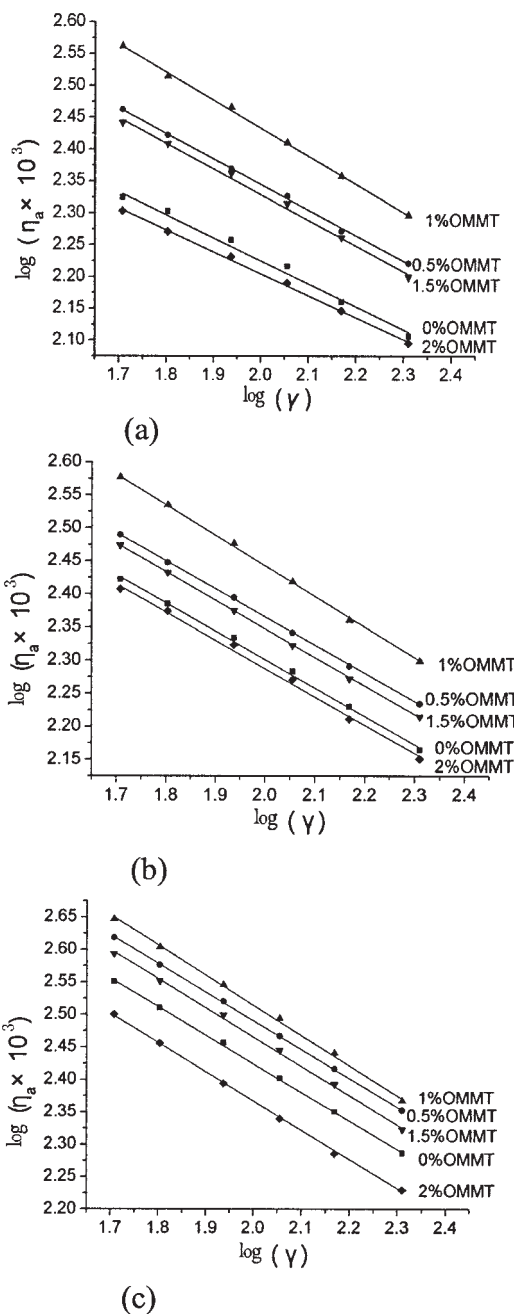 2.60
2.55
2.50
2.45
2.40
2.35
2.30
2.25
2.20
2.15
2.10
log (ηa × 10³)
1%OMMT
0.5%OMMT
1.5%OMMT
0%OMMT
2%OMMT
1.7 1.8 1.9 2.0 2.1 2.2 2.3 2.4
log (γ)
(a)
2.60
2.55
2.50
2.45
2.40
2.35
2.30
2.25
2.20
2.15
log (ηa × 10³)
1%OMMT
0.5%OMMT
1.5%OMMT
0%OMMT
2%OMMT
1.7 1.8 1.9 2.0 2.1 2.2 2.3 2.4
log (γ)
(b)
2.65
2.60
2.55
2.50
2.45
2.40
2.35
2.30
2.25
2.20
log (ηa × 10³)
1%OMMT
0.5%OMMT
1.5%OMMT
0%OMMT
2%OMMT
1.7 1.8 1.9 2.0 2.1 2.2 2.3 2.4
log (γ)
(c)